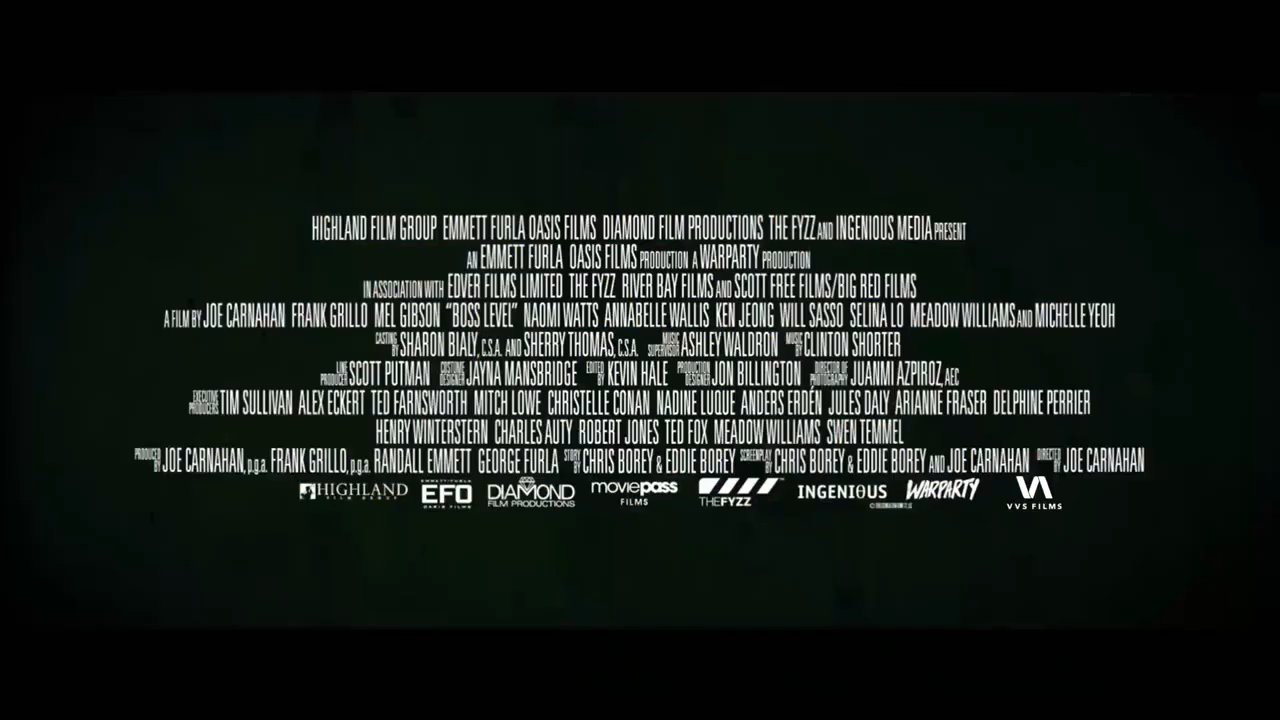 HIGHLAND FILM GROUP EMMETT FURLA OASIS FILMS DIAMOND FILM PRODUCTIONS THE FYZZ AND INGENIOUS MEDIA PRESENT
AN EMMETT FURLA OASIS FILMS PRODUCTION A WARPARTY PRODUCTION
IN ASSOCIATION WITH EDVER FILMS LIMITED THE FYZZ RIVER BAY FILMS AND SCOTT FREE FILMS/BIG RED FILMS
A FILM BY JOE CARNAHAN FRANK GRILLO MEL GIBSON "BOSS LEVEL" NAOMI WATTS ANNABELLE WALLIS KEN JEONG WILL SASSO SELINA LO MEADOW WILLIAMS AND MICHELLE YEOH
CASTING BY SHARON BIALY, C.S.A. AND SHERRY THOMAS, C.S.A. MUSIC SUPERVISOR ASHLEY WALDRON MUSIC BY CLINTON SHORTER
LINE PRODUCER SCOTT PUTMAN COSTUME DESIGNER JAYNA MANSBRIDGE EDITED BY KEVIN HALE PRODUCTION DESIGNER JON BILLINGTON DIRECTOR OF PHOTOGRAPHY JUANMI AZPIROZ, AEC
EXECUTIVE PRODUCERS TIM SULLIVAN ALEX ECKERT TED FARNSWORTH MITCH LOWE CHRISTELLE CONAN NADINE LUQUE ANDERS ERDÉN JULES DALY ARIANNE FRASER DELPHINE PERRIER
HENRY WINTERSTERN CHARLES AUTY ROBERT JONES TED FOX MEADOW WILLIAMS SWEN TEMMEL
PRODUCED BY JOE CARNAHAN, p.g.a. FRANK GRILLO, p.g.a. RANDALL EMMETT GEORGE FURLA STORY BY CHRIS BOREY & EDDIE BOREY SCREENPLAY BY CHRIS BOREY & EDDIE BOREY AND JOE CARNAHAN DIRECTED BY JOE CARNAHAN
HIGHLAND FILM GROUP EMMETT/FURLA EFO OASIS FILMS DIAMOND FILM PRODUCTIONS moviepass FILMS THEFYZZ INGENIOUS WARPARTY VVS FILMS